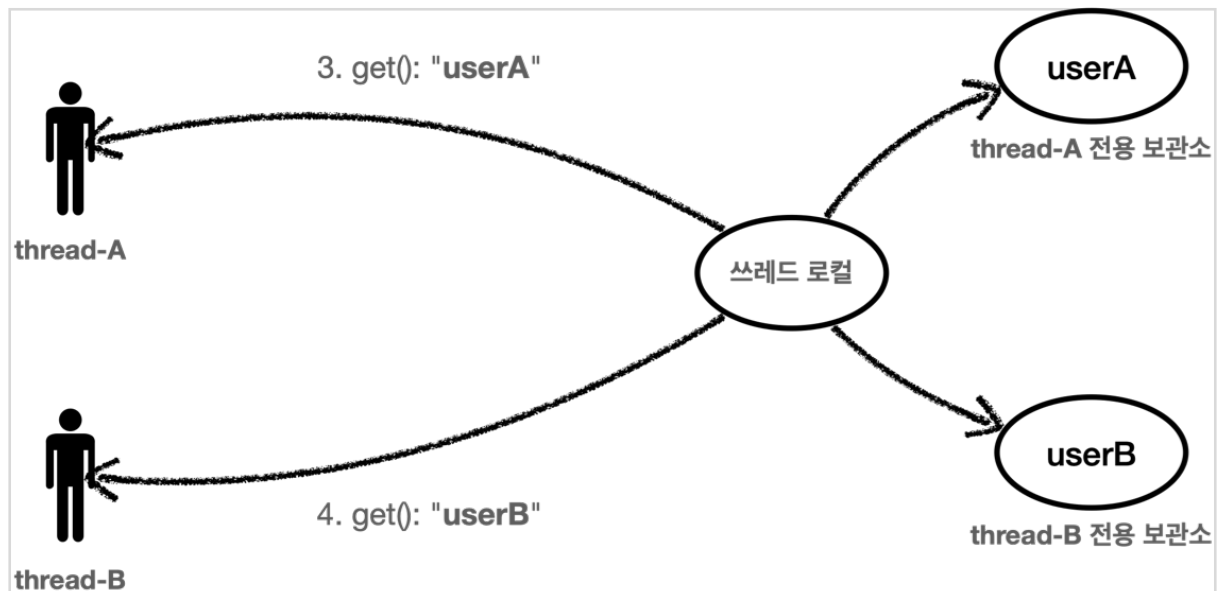 3. get(): "userA"
userA
thread-A 전용 보관소
thread-A
쓰레드 로컬
userB
4. get(): "userB"
thread-B 전용 보관소
thread-B